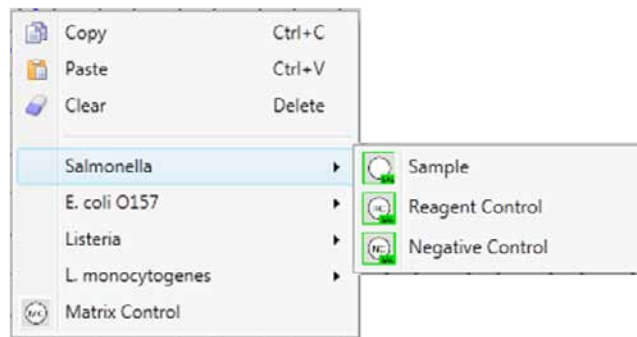 Copy Ctrl+C
Paste Ctrl+V
Clear Delete
Salmonella
E. coli O157
Listeria
L. monocytogenes
Matrix Control
Sample
Reagent Control
Negative Control